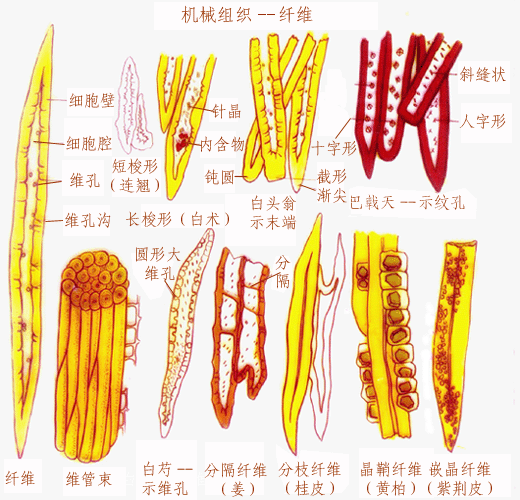 机械组织--纤维
细胞壁
细胞腔
维孔
维孔沟
短梭形
(连翘)
针晶
内含物
长梭形(白术)
钝圆
十字形
截形
渐尖
白头翁
示末端
斜缝状
人字形
巴戟天--示纹孔
圆形大
维孔
分
隔
纤维
维管束
白芍--
示维孔
分隔纤维
(姜)
分枝纤维
(桂皮)
晶鞘纤维
(黄柏)
嵌晶纤维
(紫荆皮)